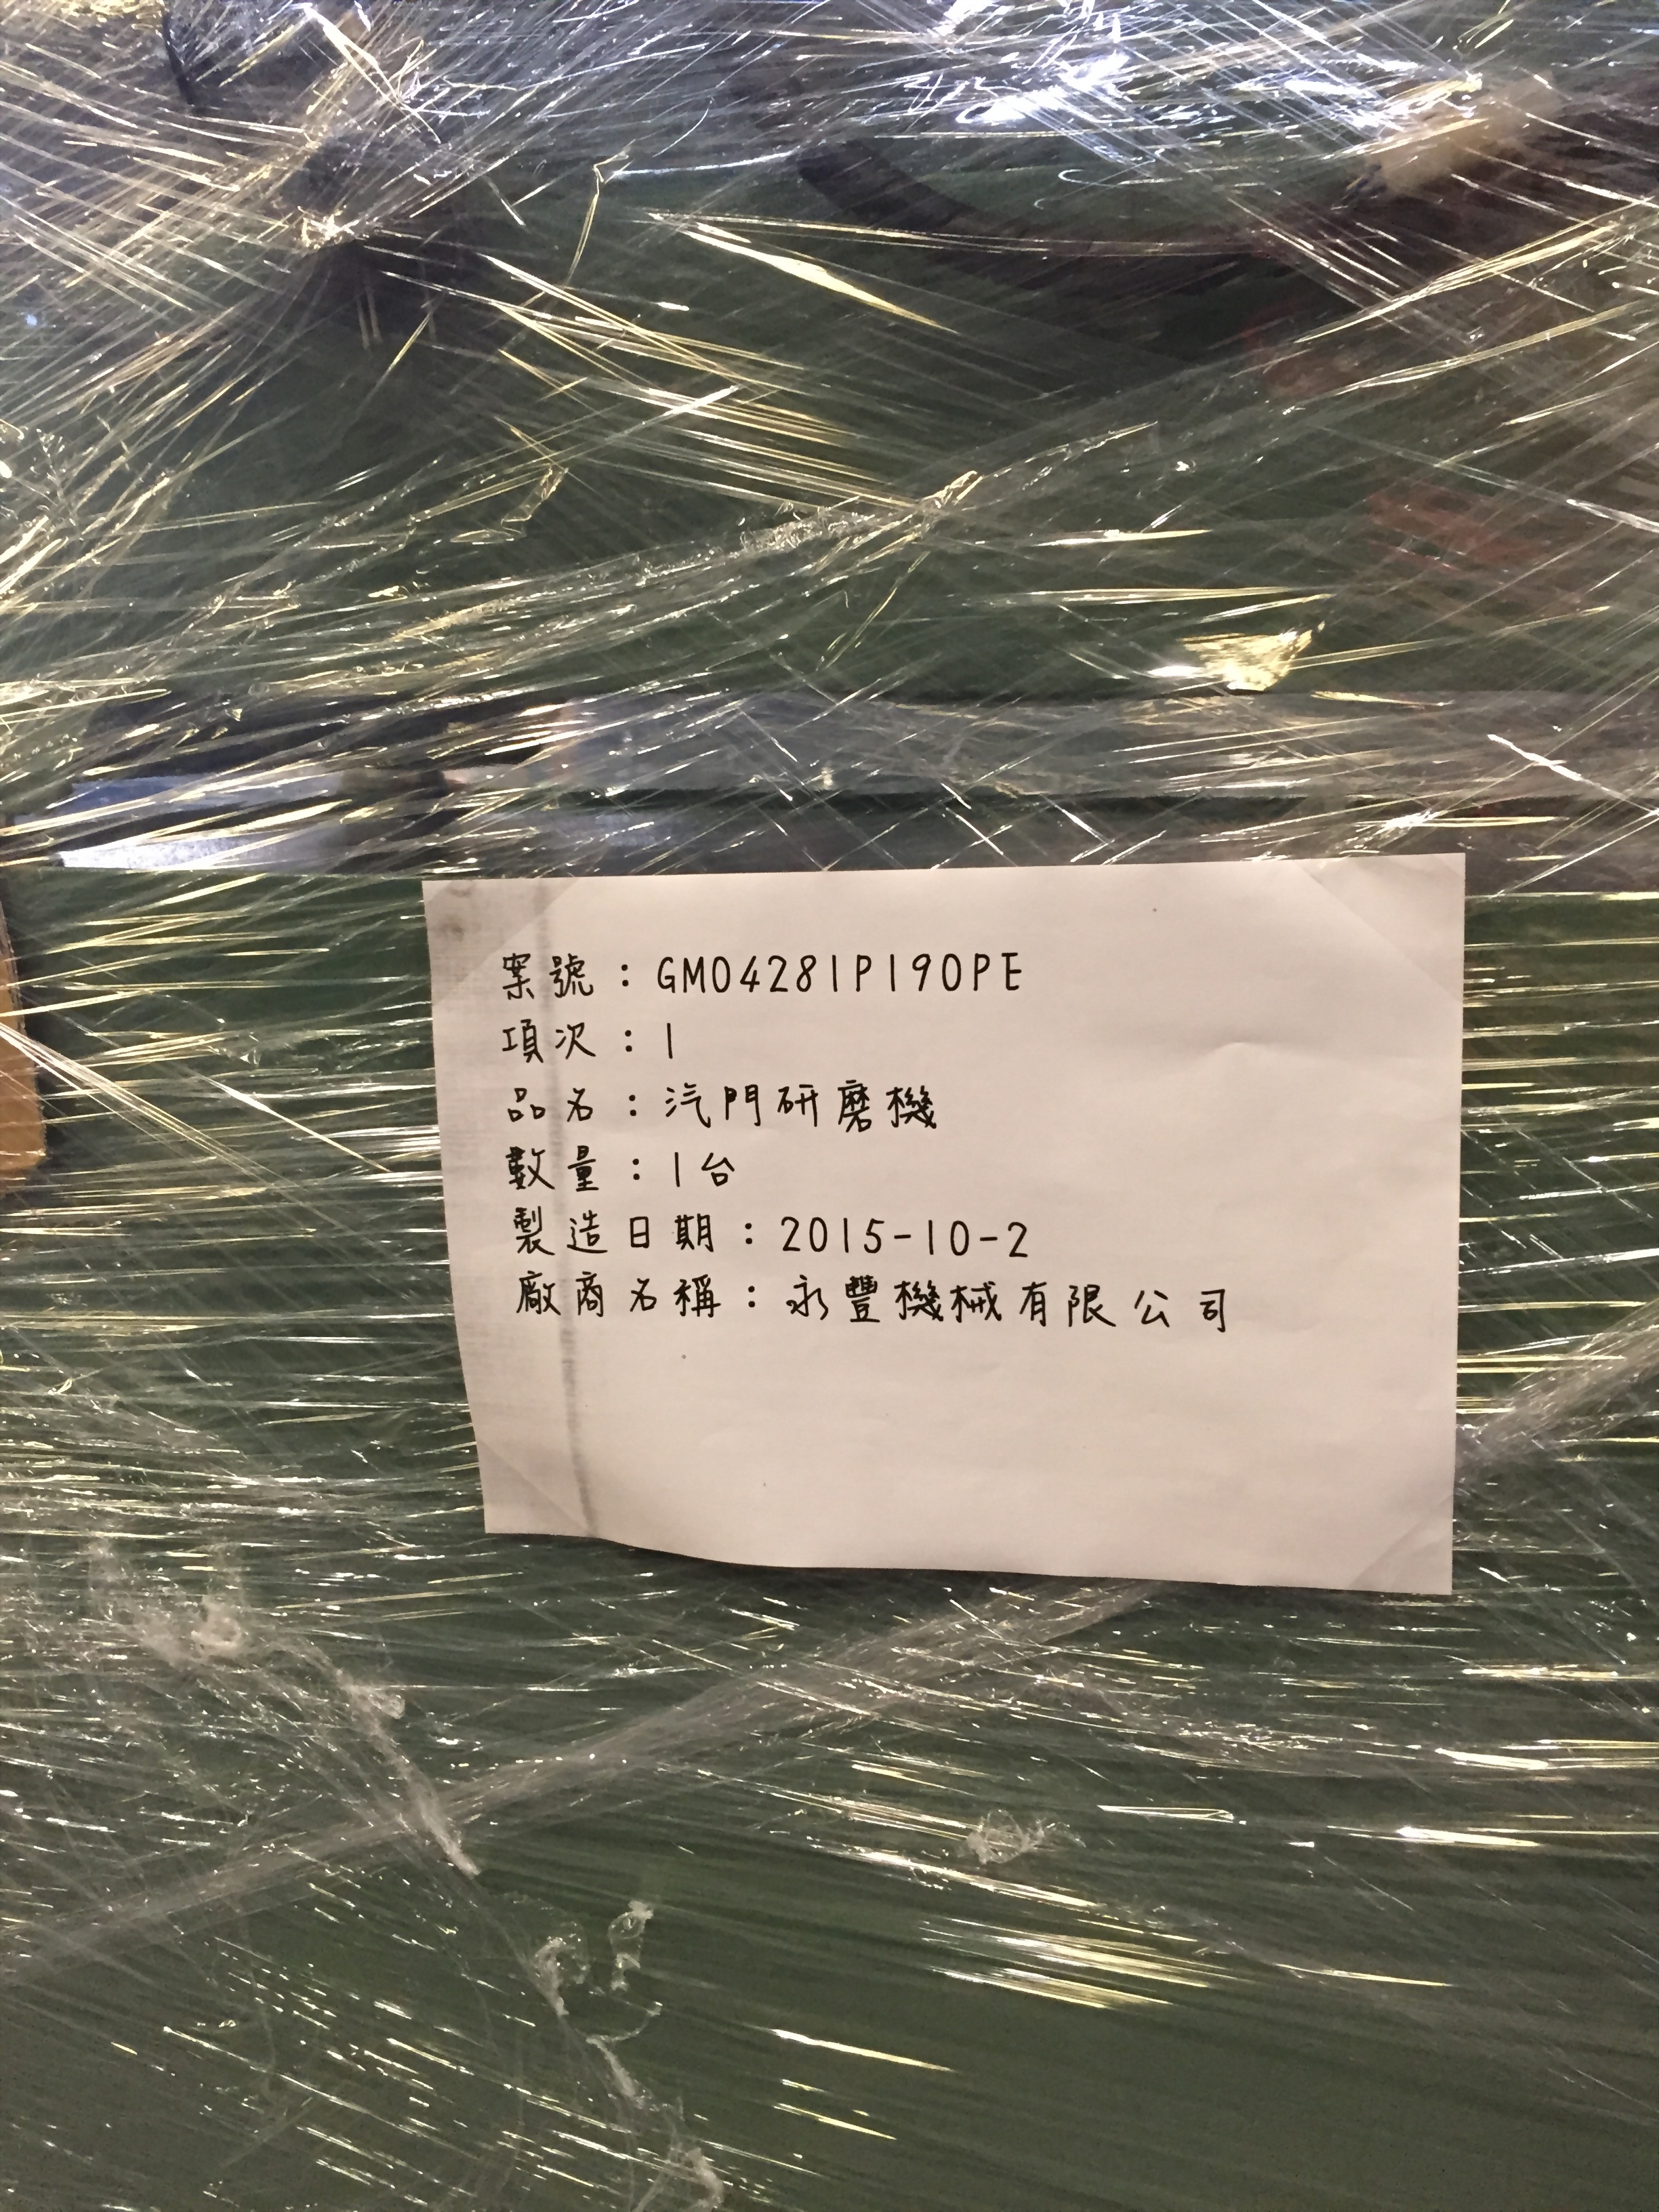 案號：GM04281P190PE
項次：1
品名：汽門研磨機
數量：1台
製造日期：2015-10-2
廠商名稱：永豐機械有限公司